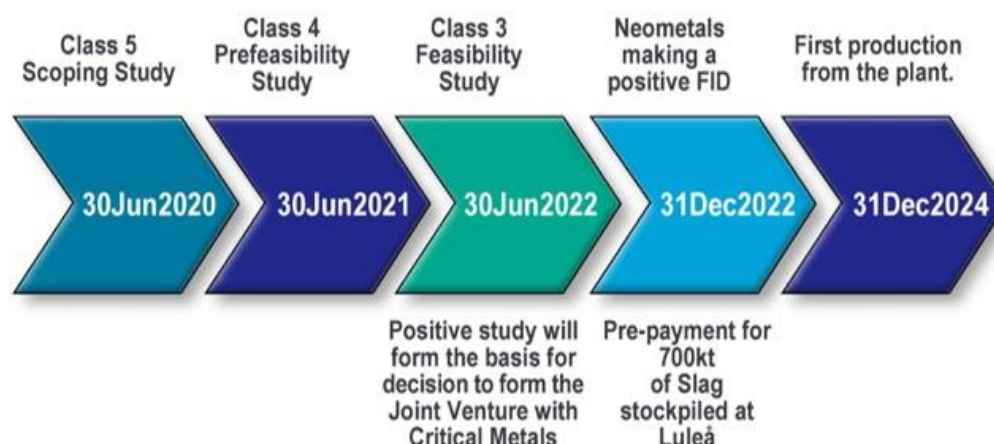 Class 5
Scoping Study
Class 4
Prefeasibility
Study
Class 3
Feasibility
Study
Neometals
making a
positive FID
First production
from the plant.
30Jun2020
30Jun2021
30Jun2022
31Dec2022
31Dec2024
Positive study will
form the basis for
decision to form the
Joint Venture with
Critical Metals
Pre-payment for
700kt
of Slag
stockpiled at
Luleå